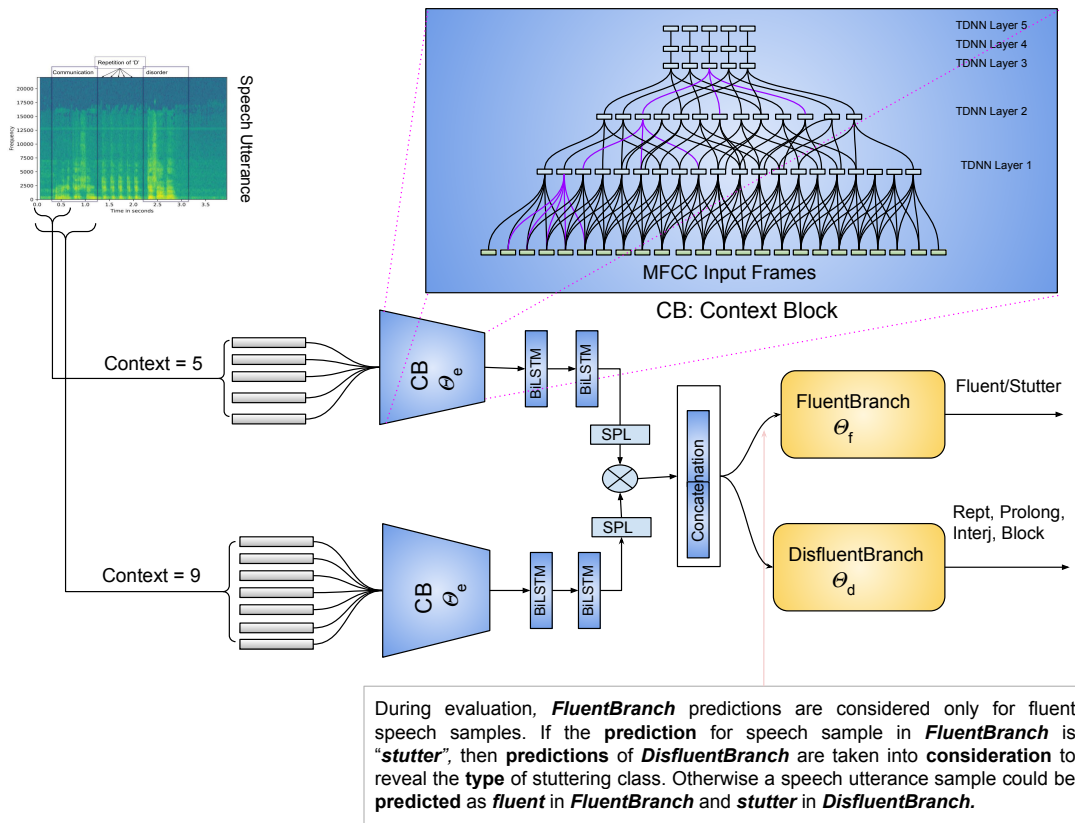 TDNN Layer 5
TDNN Layer 4
TDNN Layer 3
TDNN Layer 2
TDNN Layer 1
MFCC Input Frames
CB: Context Block
Repetition of 'D'
Communication
disorder
20000
17500
15000
12500
10000
7500
5000
2500
0
Frequency
0.0 0.5 1.0 1.5 2.0 2.5 3.0 3.5
Time in seconds
Speech Utterance
Context = 5
CB
Θe
BiLSTM
BiLSTM
SPL
Context = 9
CB
Θe
BiLSTM
BiLSTM
SPL
Concatenation
FluentBranch
Θf
Fluent/Stutter
DisfluentBranch
Θd
Rept, Prolong,
Interj, Block
During evaluation, FluentBranch predictions are considered only for fluent
speech samples. If the prediction for speech sample in FluentBranch is
“stutter”, then predictions of DisfluentBranch are taken into consideration to
reveal the type of stuttering class. Otherwise a speech utterance sample could be
predicted as fluent in FluentBranch and stutter in DisfluentBranch.